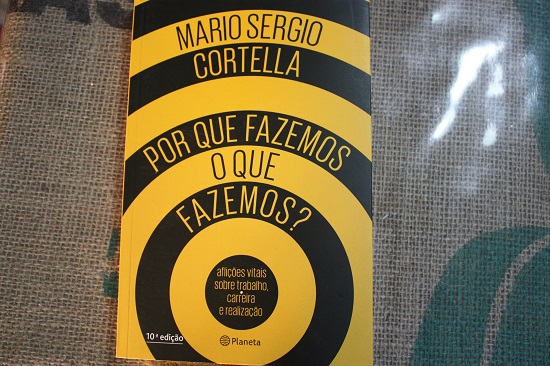 MARIO SERGIO
CORTELLA
POR QUE FAZEMOS
O QUE
FAZEMOS?
aflições vitais
sobre trabalho,
carreira
e realização
10ª edição
Planeta